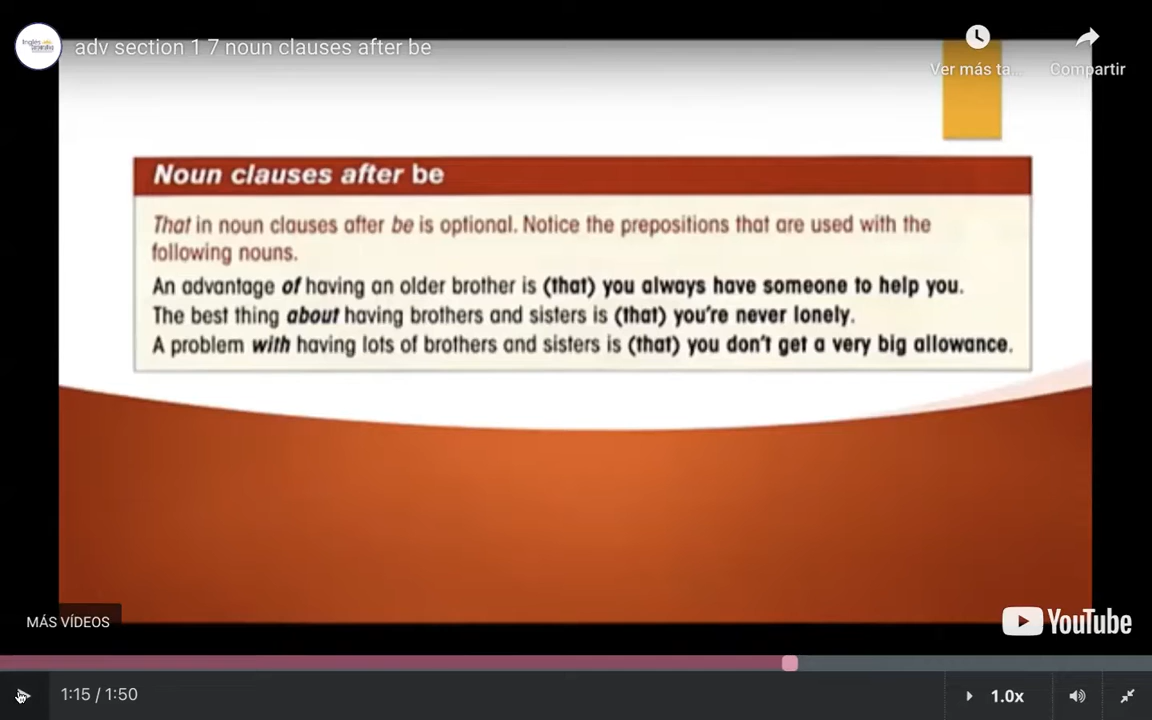 adv section 1 7 noun clauses after be
Ver más ta...
Compartir
Noun clauses after be
That in noun clauses after be is optional. Notice the prepositions that are used with the
following nouns.
An advantage of having an older brother is (that) you always have someone to help you.
The best thing about having brothers and sisters is (that) you're never lonely.
A problem with having lots of brothers and sisters is (that) you don't get a very big allowance.
MÁS VÍDEOS
YouTube
1:15 / 1:50
1.0x